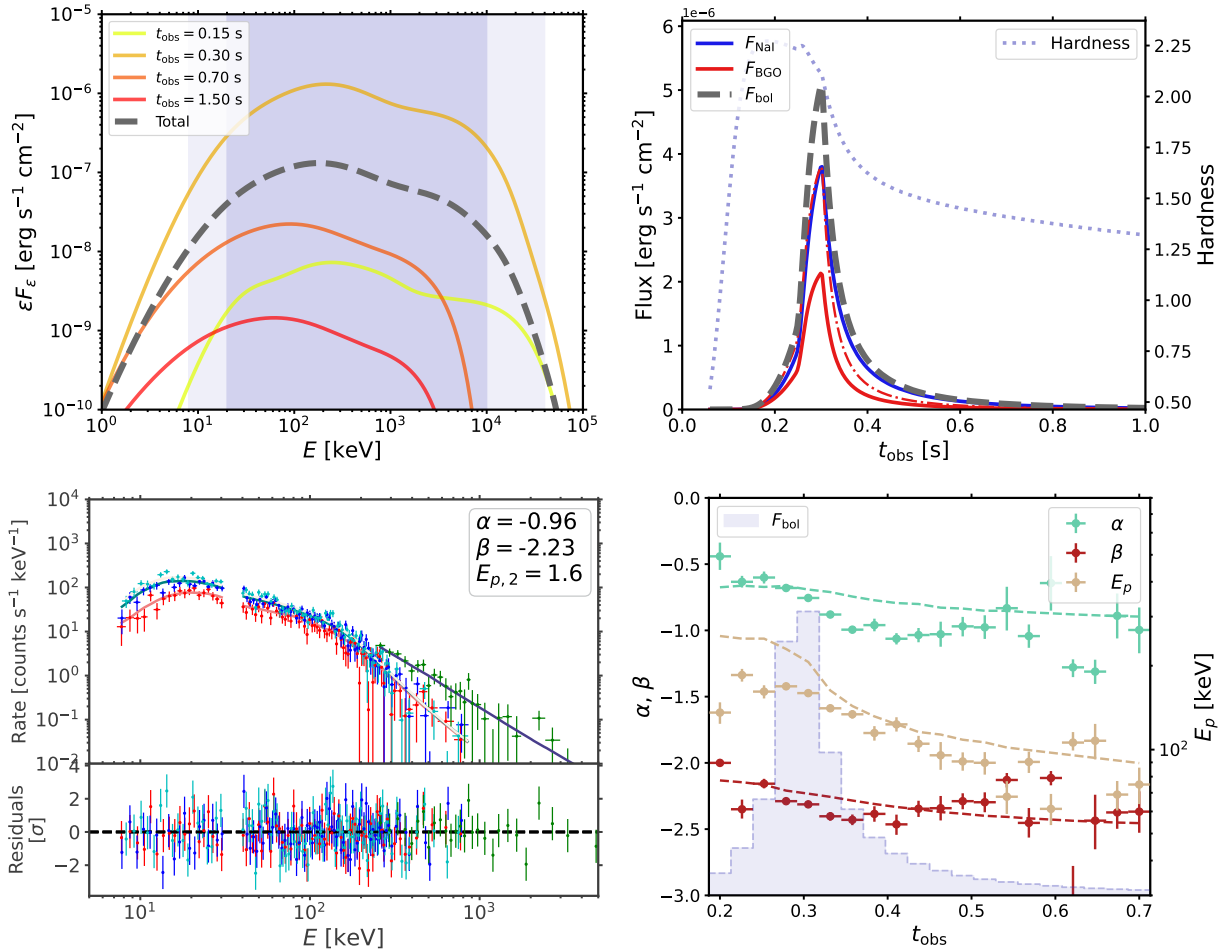 10⁻⁵
10⁻⁶
10⁻⁷
10⁻⁸
10⁻⁹
10⁻¹⁰
εF_ε [erg s⁻¹ cm⁻²]
t_obs = 0.15 s
t_obs = 0.30 s
t_obs = 0.70 s
t_obs = 1.50 s
Total
10⁰ 10¹ 10² 10³ 10⁴ 10⁵
E [keV]
1e−6
6
5
4
3
2
1
0
Flux [erg s⁻¹ cm⁻²]
F_NaI
F_BGO
F_bol
Hardness
2.25
2.00
1.75
1.50
1.25
1.00
0.75
0.50
Hardness
0.0 0.2 0.4 0.6 0.8 1.0
t_obs [s]
10⁴
10³
10²
10¹
10⁰
10⁻¹
10⁻²
Rate [counts s⁻¹ keV⁻¹]
α = -0.96
β = -2.23
E_p,2 = 1.6
4
2
0
−2
Residuals
[σ]
10¹ 10² 10³
E [keV]
0.0
−0.5
−1.0
−1.5
−2.0
−2.5
−3.0
α, β
F_bol
α
β
E_p
10²
E_p [keV]
0.2 0.3 0.4 0.5 0.6 0.7
t_obs